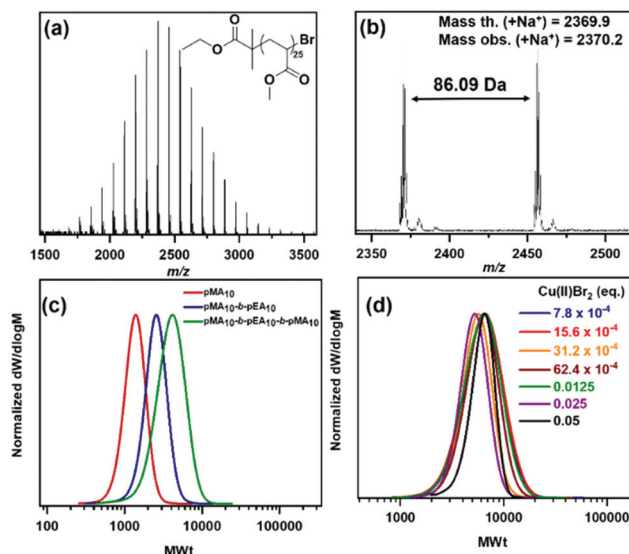 (a)
O
O
Br
25
O
O
1500 2000 2500 3000 3500
m/z
(b)
Mass th. (+Na⁺) = 2369.9
Mass obs. (+Na⁺) = 2370.2
86.09 Da
2350 2400 2450 2500
m/z
(c)
pMA₁₀
pMA₁₀-b-pEA₁₀
pMA₁₀-b-pEA₁₀-b-pMA₁₀
Normalized dW/dlogM
100 1000 10000 100000
MWt
(d)
Cu(II)Br₂ (eq.)
7.8 x 10⁻⁴
15.6 x 10⁻⁴
31.2 x 10⁻⁴
62.4 x 10⁻⁴
0.0125
0.025
0.05
Normalized dW/dlogM
1000 10000 100000
MWt